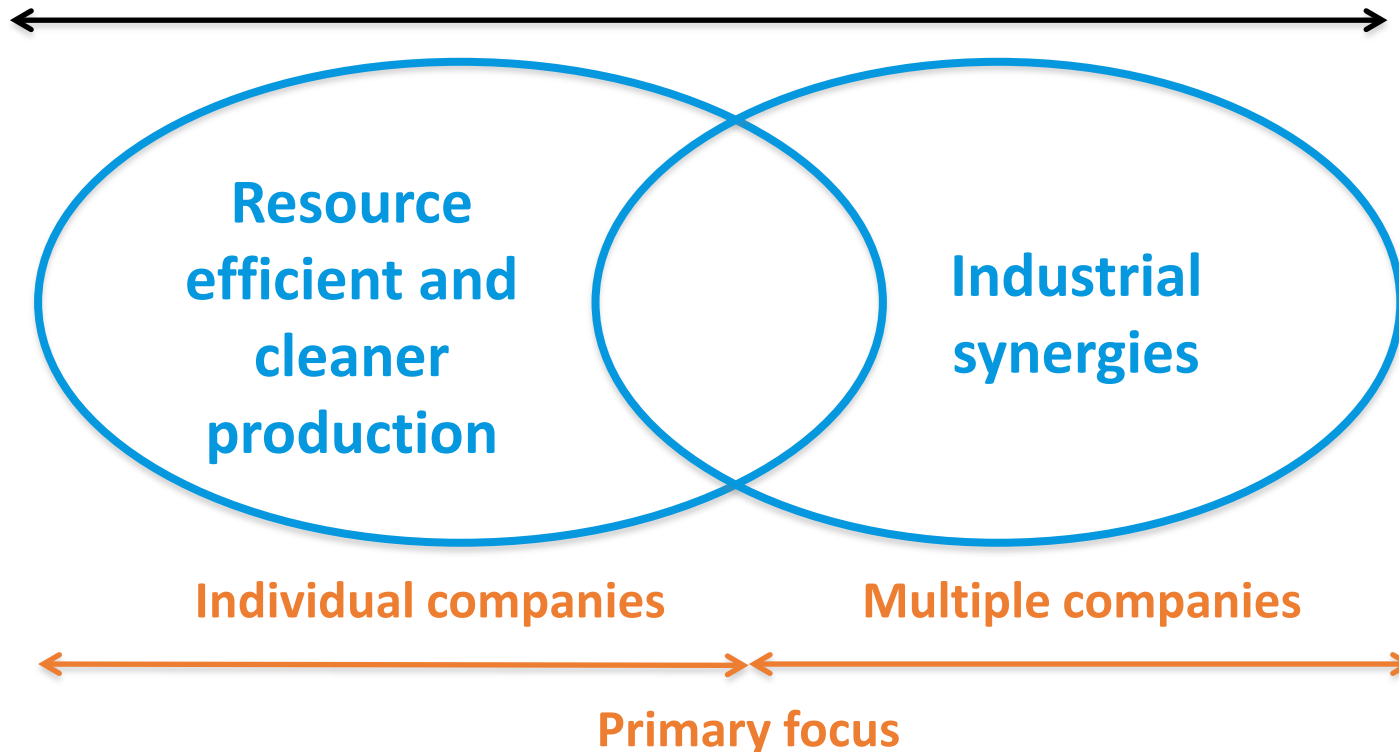 Resource
efficient and
cleaner
production
Industrial
synergies
Individual companies
Multiple companies
Primary focus